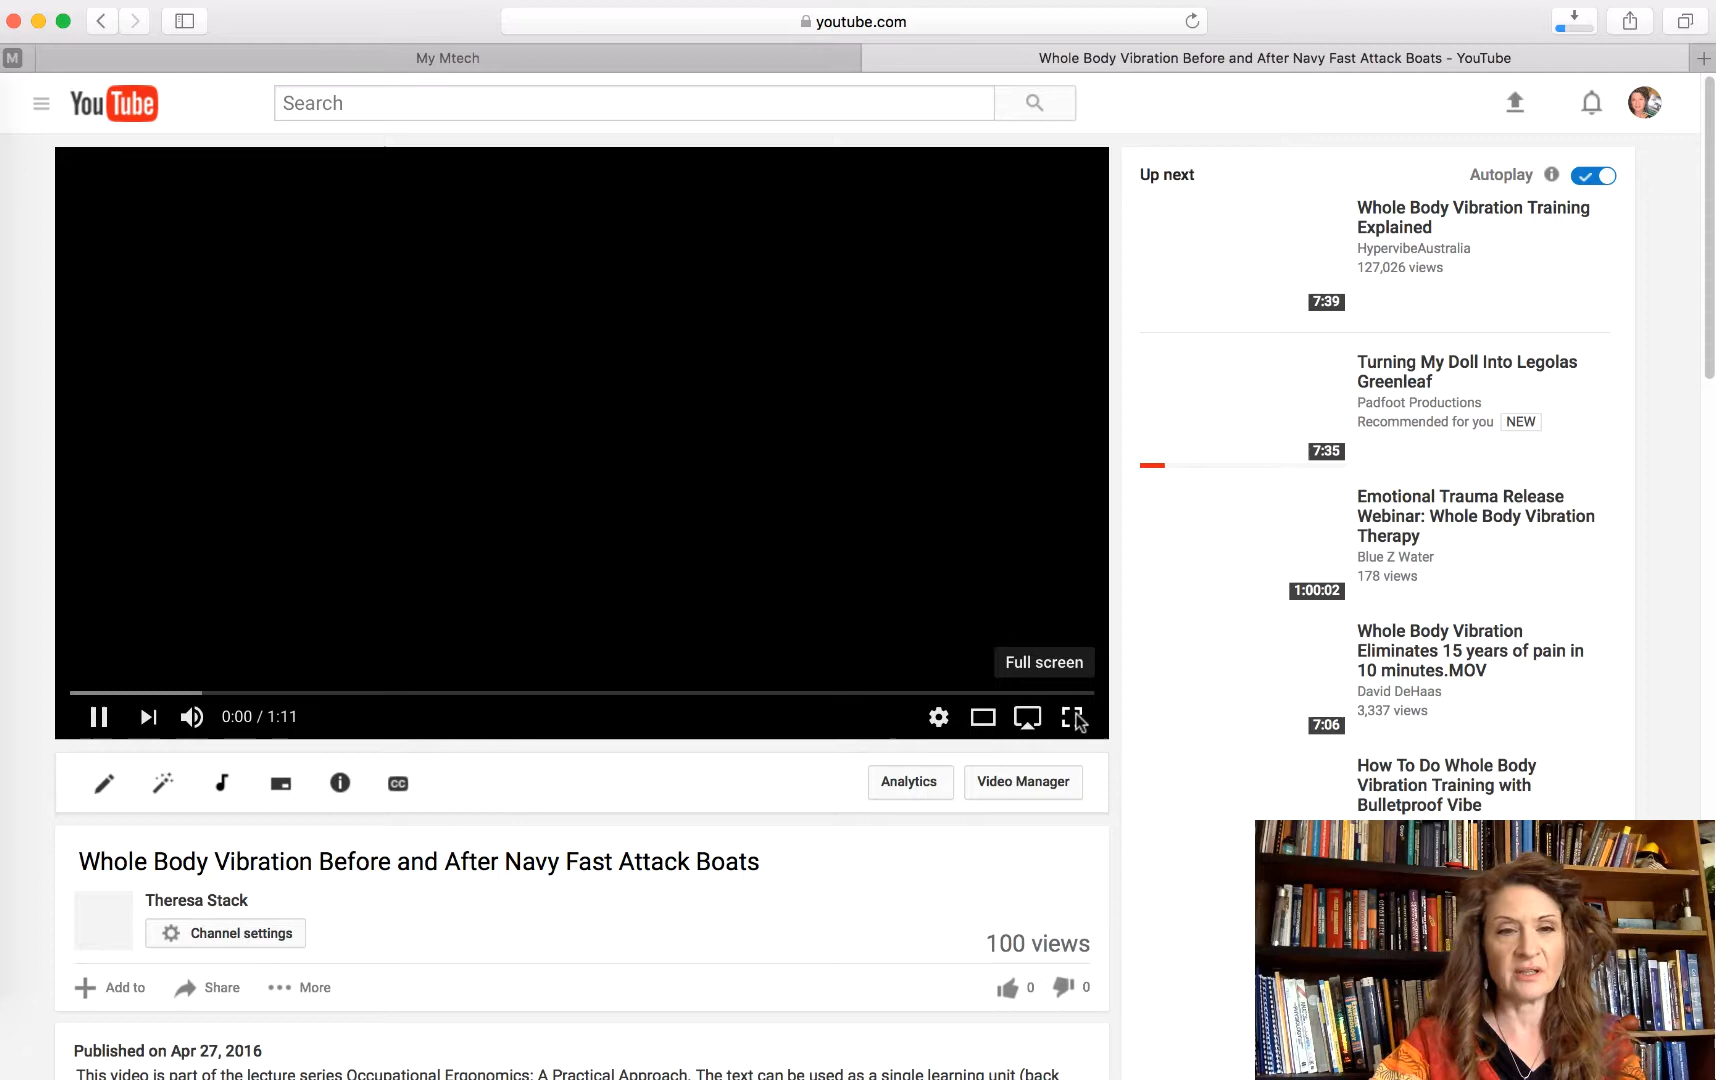 youtube.com
M
My Mtech
Whole Body Vibration Before and After Navy Fast Attack Boats - YouTube
YouTube
Search
Full screen
0:00 / 1:11
CC
Analytics
Video Manager
Whole Body Vibration Before and After Navy Fast Attack Boats
Theresa Stack
Channel settings
100 views
Add to
Share
More
0
0
Published on Apr 27, 2016
This video is part of the lecture series Occupational Ergonomics: A Practical Approach. The text can be used as a single learning unit (back
Up next
Autoplay
Whole Body Vibration Training
Explained
HypervibeAustralia
127,026 views
7:39
Turning My Doll Into Legolas
Greenleaf
Padfoot Productions
Recommended for you NEW
7:35
Emotional Trauma Release
Webinar: Whole Body Vibration
Therapy
Blue Z Water
178 views
1:00:02
Whole Body Vibration
Eliminates 15 years of pain in
10 minutes.MOV
David DeHaas
3,337 views
7:06
How To Do Whole Body
Vibration Training with
Bulletproof Vibe